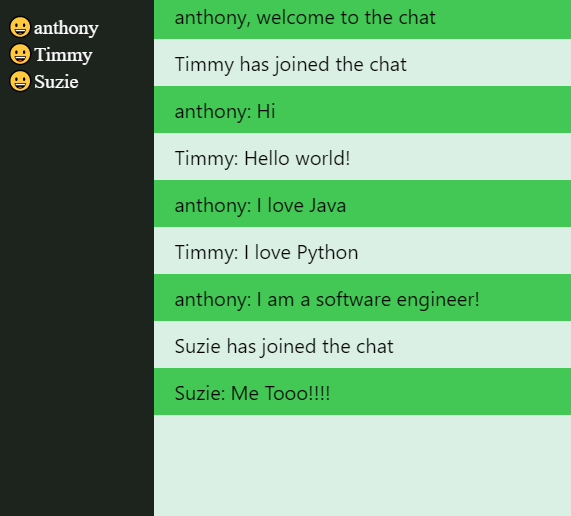 anthony
Timmy
Suzie
anthony, welcome to the chat
Timmy has joined the chat
anthony: Hi
Timmy: Hello world!
anthony: I love Java
Timmy: I love Python
anthony: I am a software engineer!
Suzie has joined the chat
Suzie: Me Tooo!!!!